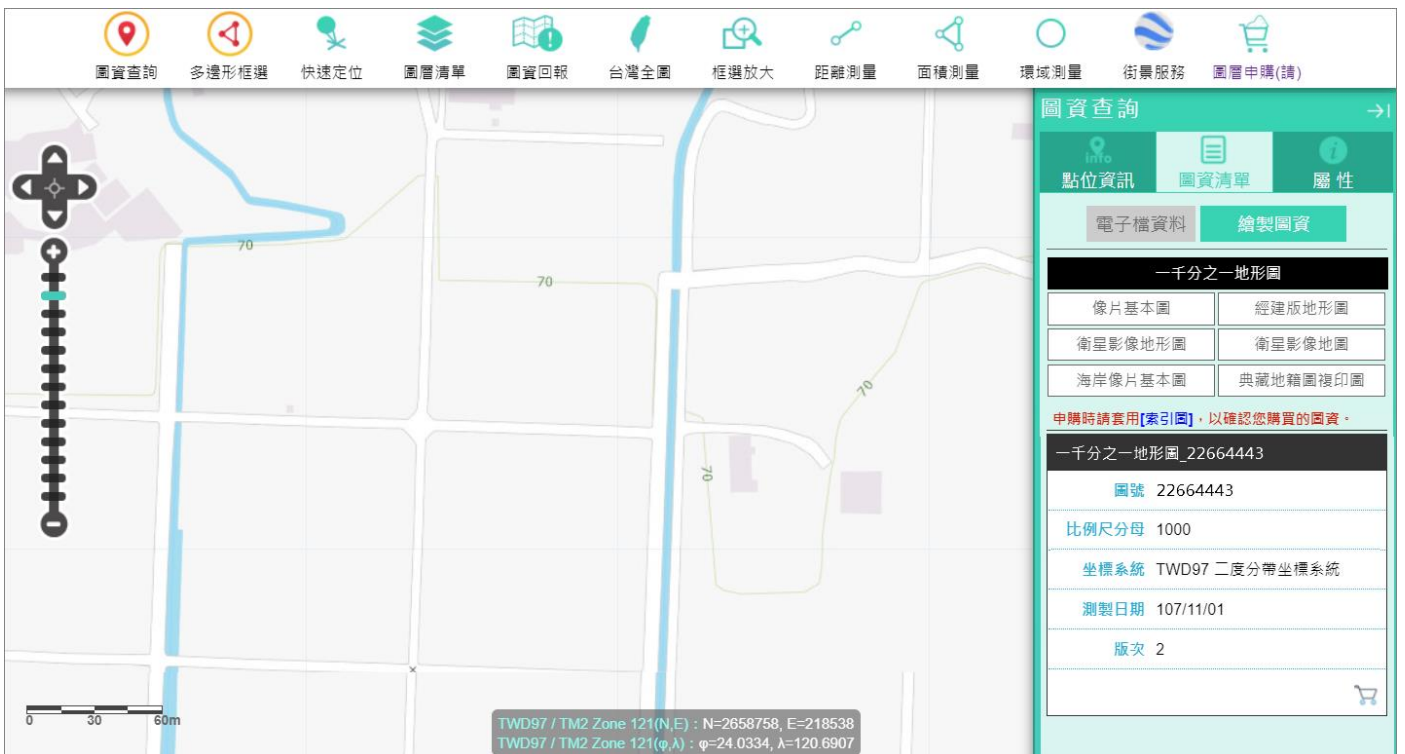 圖資查詢 多邊形框選 快速定位 圖層清單 圖資回報 台灣全圖 框選放大 距離測量 面積測量 環域測量 街景服務 圖層申購(請)
圖資查詢
info
點位資訊 圖資清單 屬性
電子檔資料 繪製圖資
一千分之一地形圖
像片基本圖 經建版地形圖
衛星影像地形圖 衛星影像地圖
海岸像片基本圖 典藏地籍圖複印圖
申購時請套用[索引圖],以確認您購買的圖資。
一千分之一地形圖_22664443
圖號 22664443
比例尺分母 1000
坐標系統 TWD97 二度分帶坐標系統
測製日期 107/11/01
版次 2
70
70
70
70
0 30 60m
TWD97 / TM2 Zone 121(N,E) : N=2658758, E=218538
TWD97 / TM2 Zone 121(φ,λ) : φ=24.0334, λ=120.6907